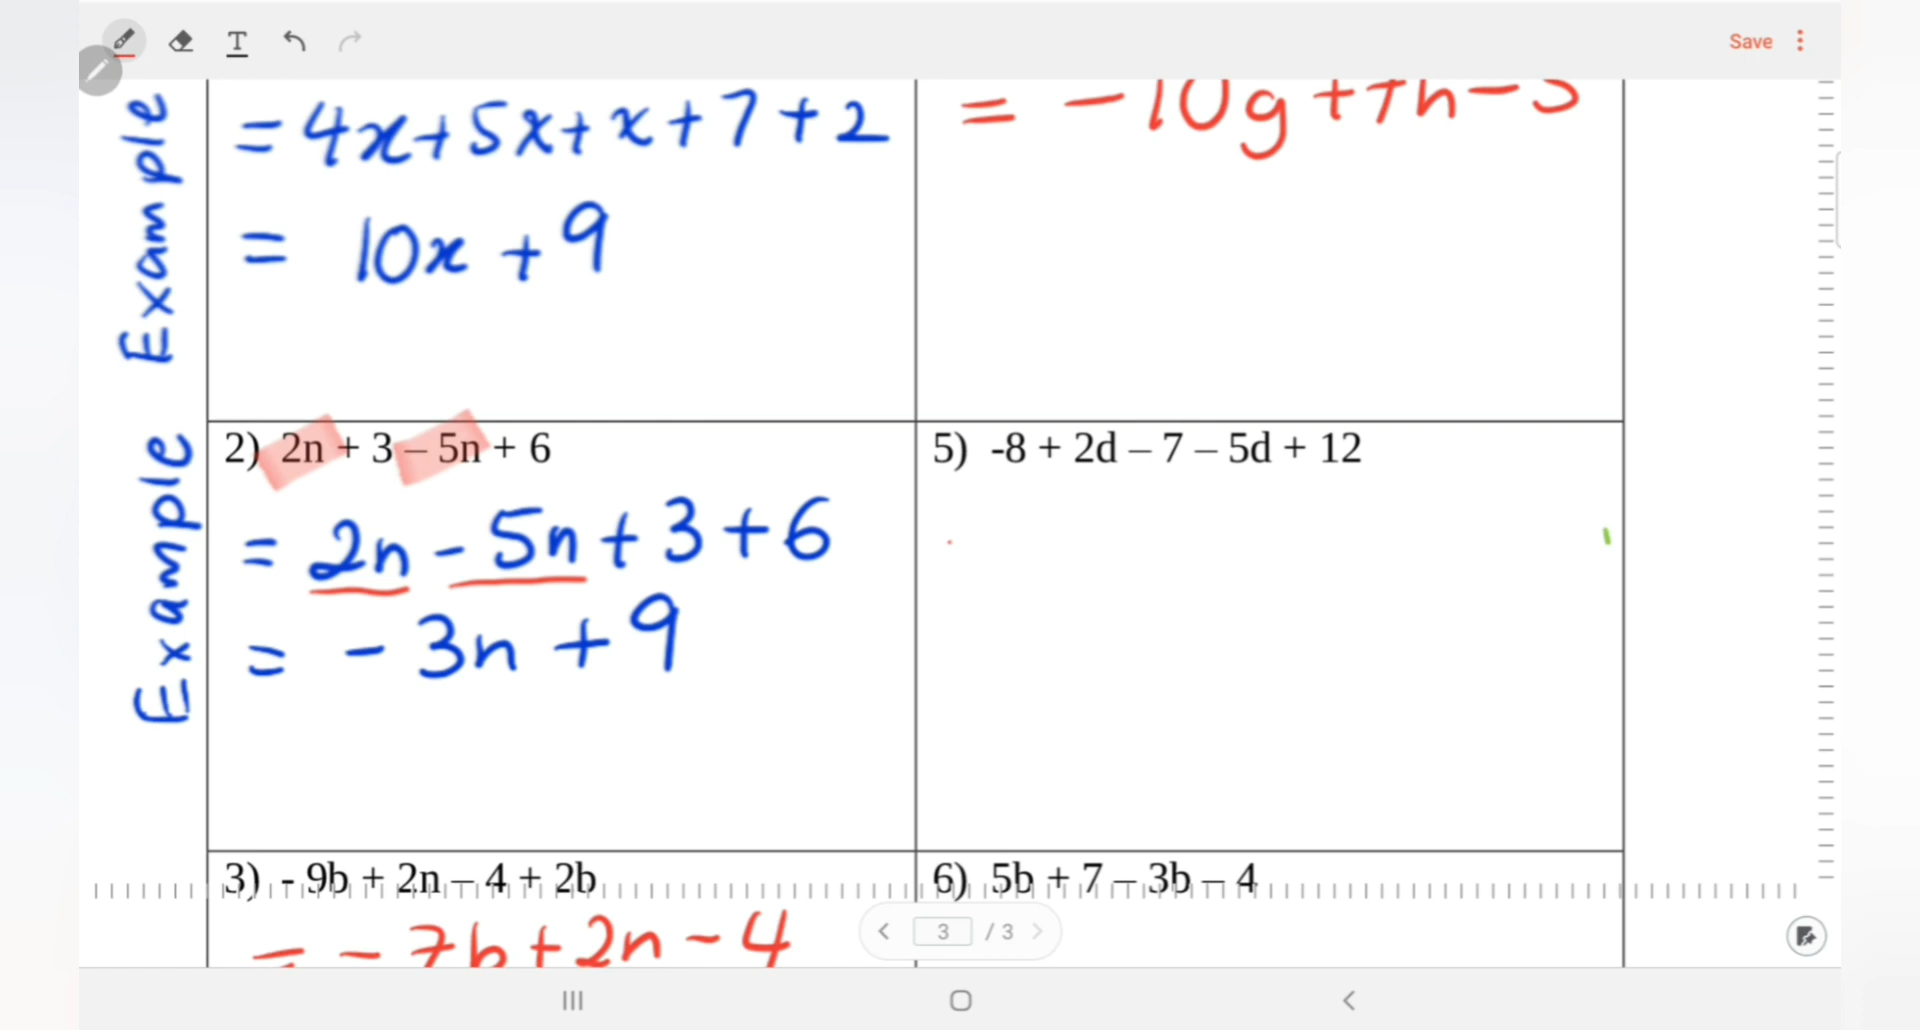 T Save
Example
= 4x + 5x + x + 7 + 2
= 10x + 9
= - 10g + 7h - 5
Example
2) 2n + 3 – 5n + 6
= 2n - 5n + 3 + 6
= - 3n + 9
5) -8 + 2d – 7 – 5d + 12
3) - 9b + 2n – 4 + 2b
= - 7b + 2n - 4
6) 5b + 7 – 3b – 4
3 / 3